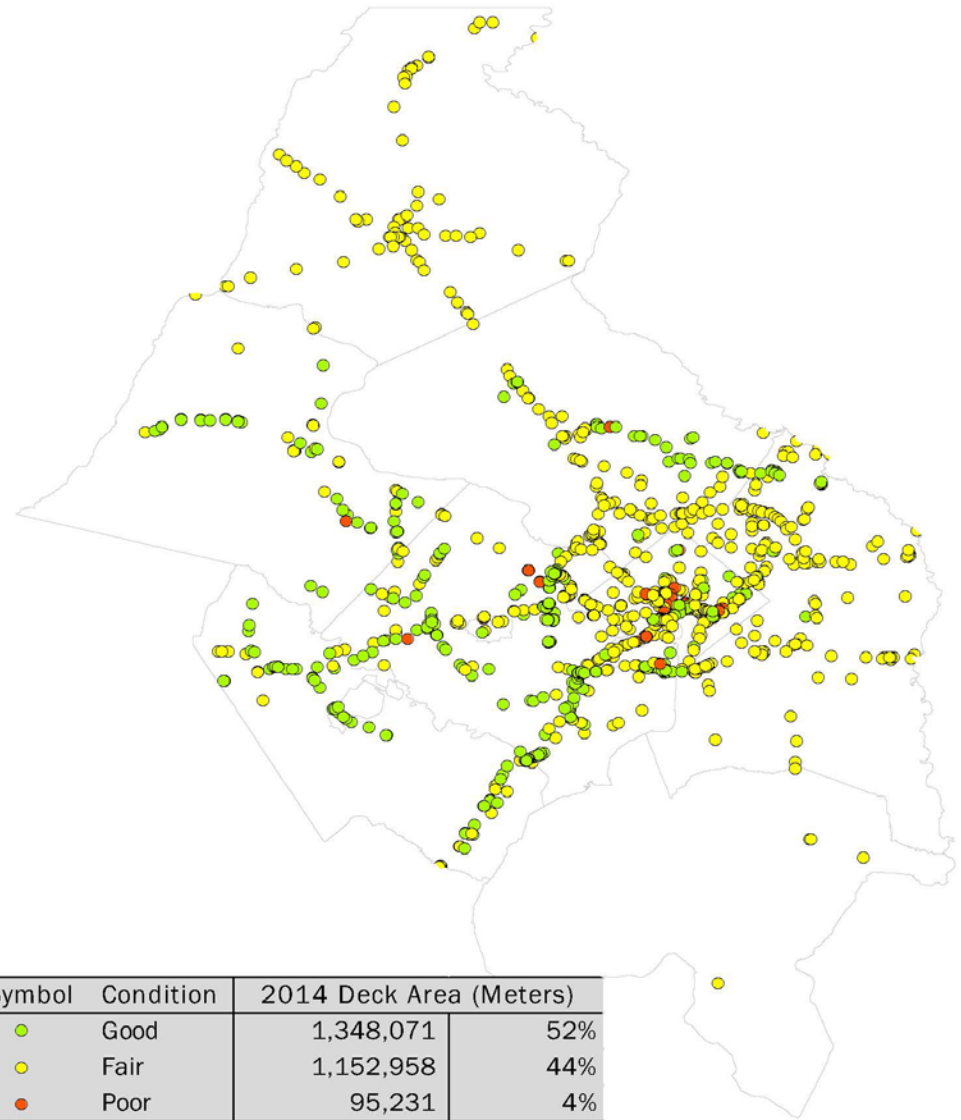 ymbol Condition 2014 Deck Area (Meters)
Good 1,348,071 52%
Fair 1,152,958 44%
Poor 95,231 4%